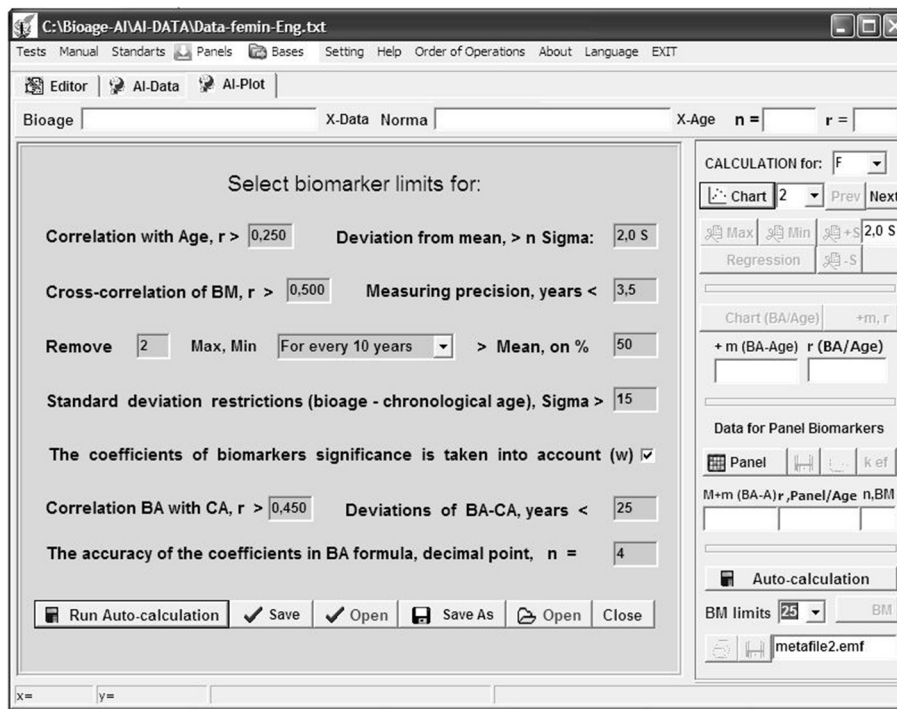 C:\Bioage-AI\AI-DATA\Data-femin-Eng.txt
Tests Manual Standarts Panels Bases Setting Help Order of Operations About Language EXIT
Editor AI-Data AI-Plot
Bioage X-Data Norma X-Age n = r =
Select biomarker limits for:
Correlation with Age, r > 0,250 Deviation from mean, > n Sigma: 2,0 S
Cross-correlation of BM, r > 0,500 Measuring precision, years < 3,5
Remove 2 Max, Min For every 10 years > Mean, on % 50
Standard deviation restrictions (bioage - chronological age), Sigma > 15
The coefficients of biomarkers significance is taken into account (w)
Correlation BA with CA, r > 0,450 Deviations of BA-CA, years < 25
The accuracy of the coefficients in BA formula, decimal point, n = 4
Run Auto-calculation Save Open Save As Open Close
CALCULATION for: F
Chart 2 Prev Next
Max Min +S 2,0 S
Regression -S
Chart (BA/Age) +m, r
+ m (BA-Age) r (BA/Age)
Data for Panel Biomarkers
Panel k ef
M+m (BA-A) r ,Panel/Age n,BM
Auto-calculation
BM limits 25 BM
metafile2.emf
x= y=